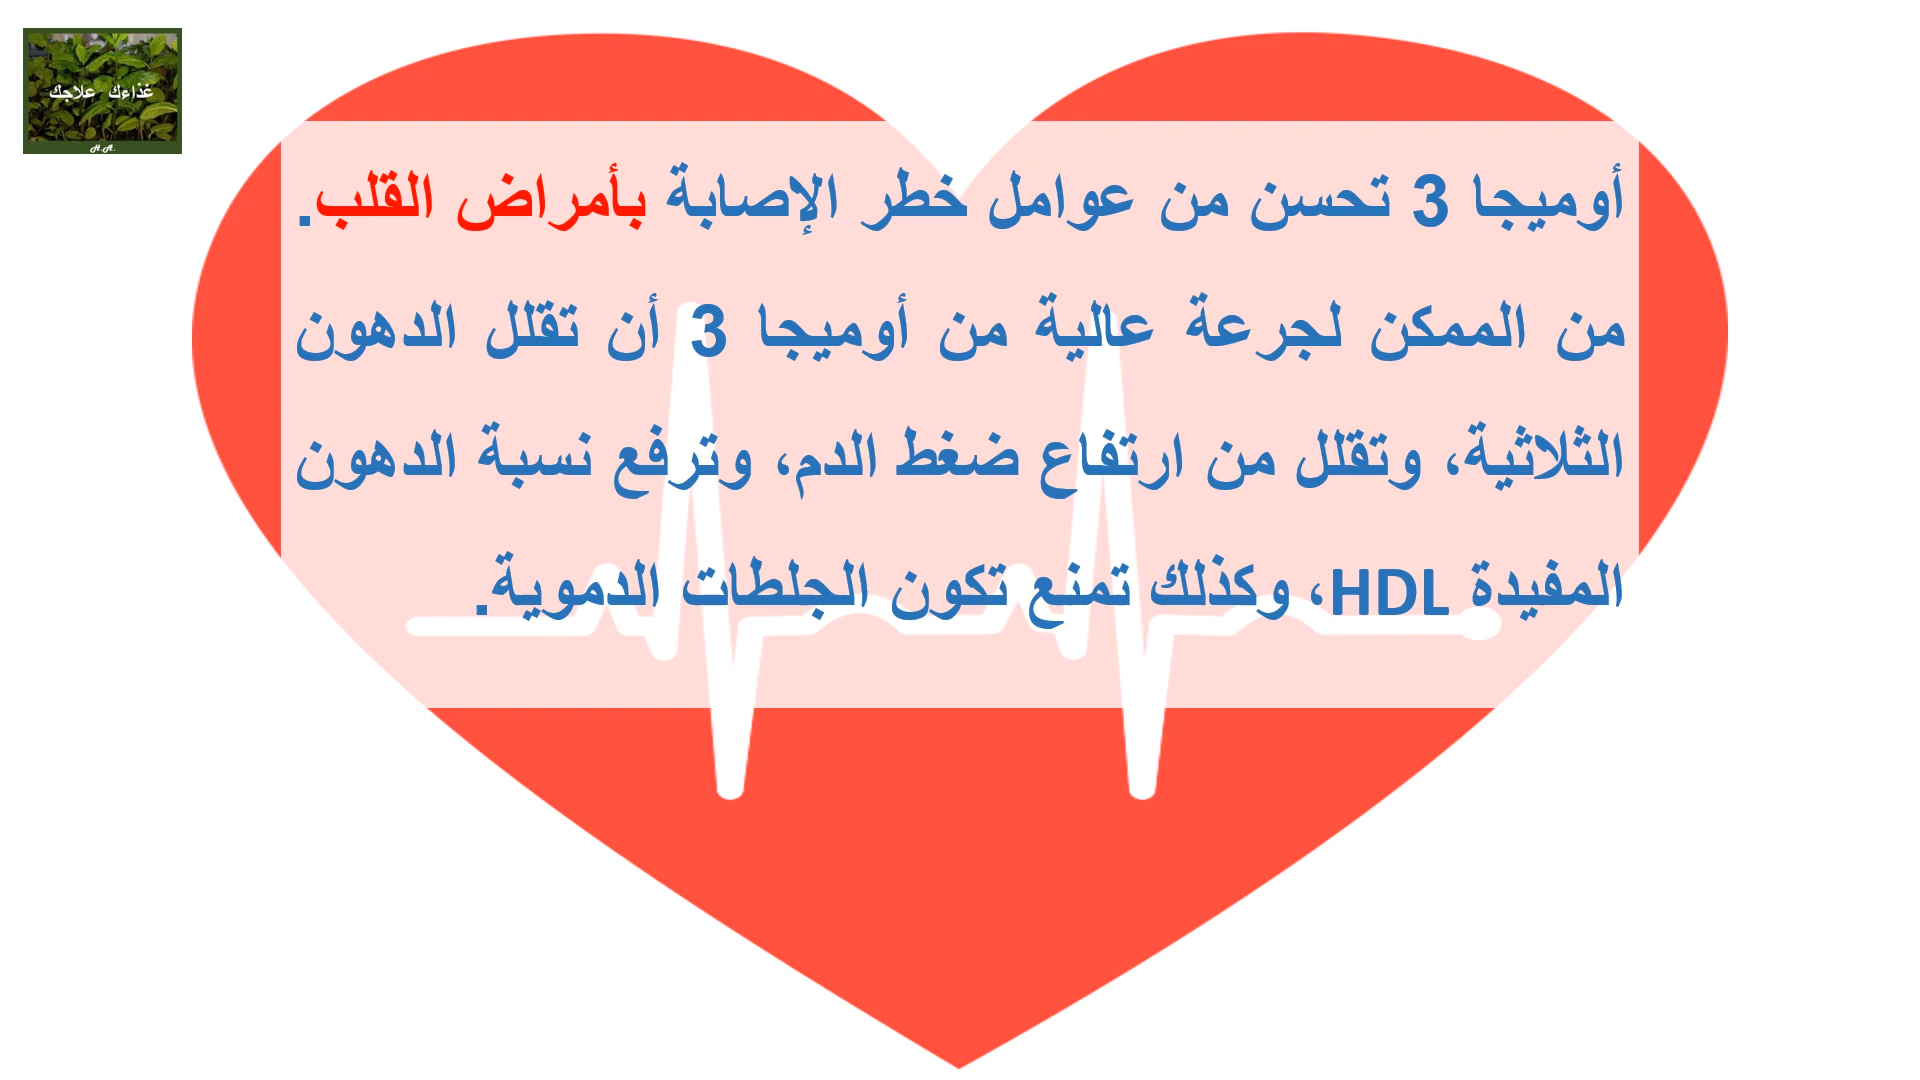 غذاءك علاجك
H.A.
أوميجا 3 تحسن من عوامل خطر الإصابة بأمراض القلب.
من الممكن لجرعة عالية من أوميجا 3 أن تقلل الدهون
الثلاثية، وتقلل من ارتفاع ضغط الدم، وترفع نسبة الدهون
المفيدة HDL، وكذلك تمنع تكون الجلطات الدموية.